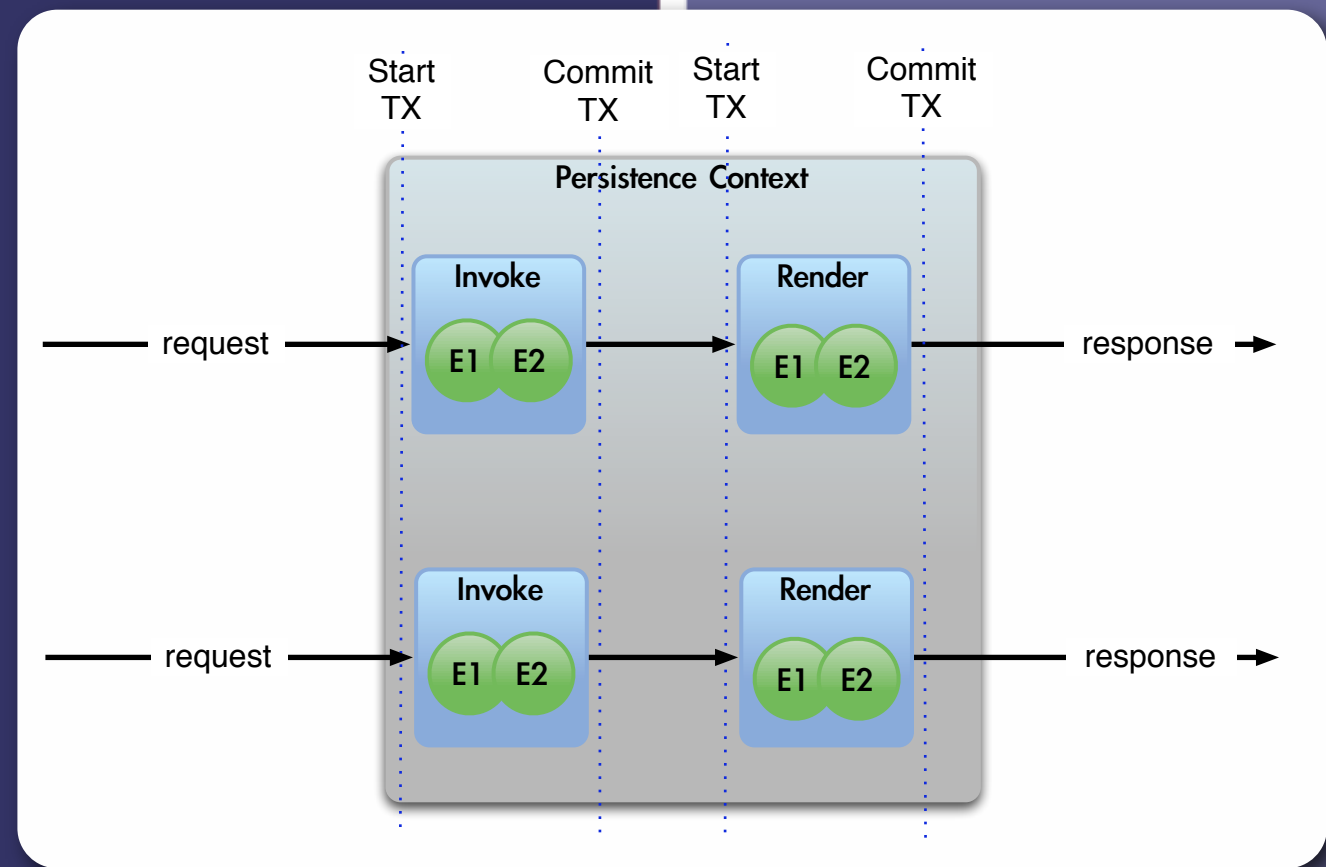 Start
TX
Commit
TX
Start
TX
Commit
TX
Persistence Context
Invoke
Render
request
E1 E2
E1 E2
response
Invoke
Render
request
E1 E2
E1 E2
response